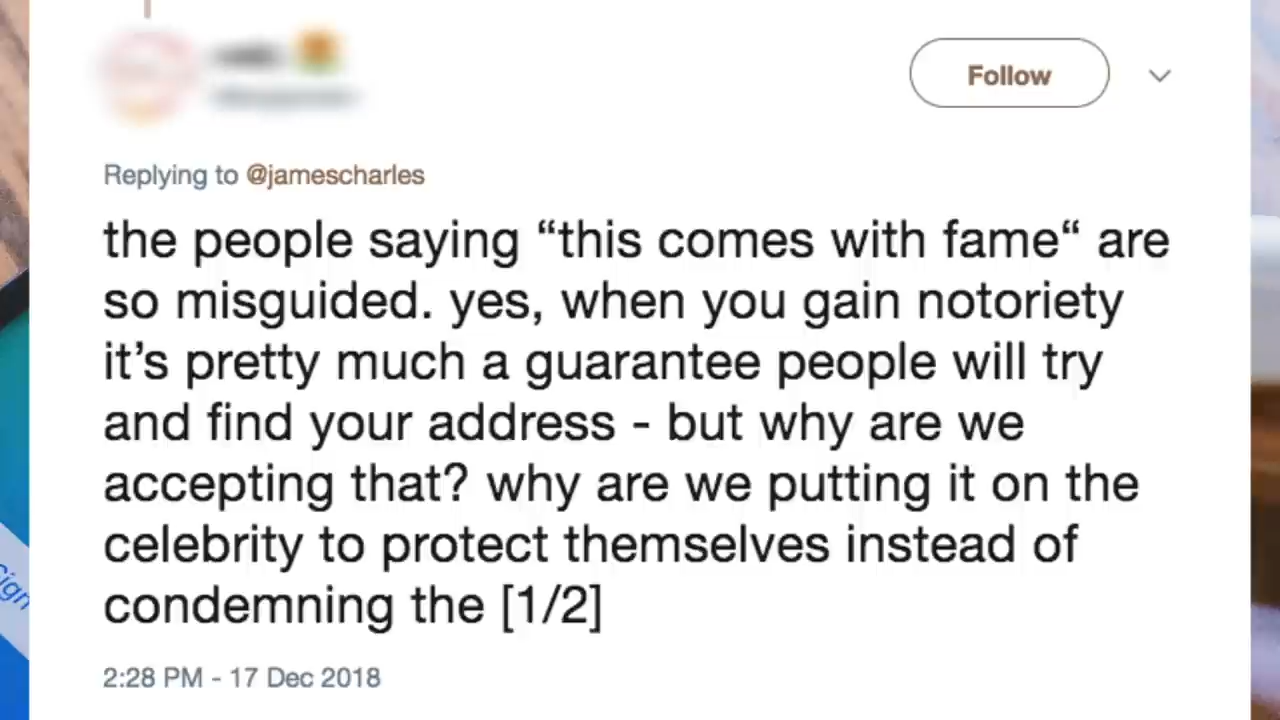 Follow
Replying to @jamescharles
the people saying “this comes with fame“ are
so misguided. yes, when you gain notoriety
it’s pretty much a guarantee people will try
and find your address - but why are we
accepting that? why are we putting it on the
celebrity to protect themselves instead of
condemning the [1/2]
2:28 PM - 17 Dec 2018